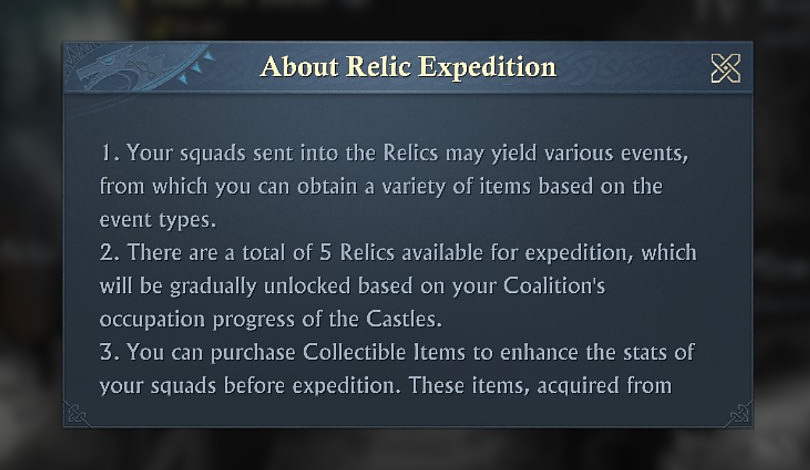 About Relic Expedition
1. Your squads sent into the Relics may yield various events,
from which you can obtain a variety of items based on the
event types.
2. There are a total of 5 Relics available for expedition, which
will be gradually unlocked based on your Coalition's
occupation progress of the Castles.
3. You can purchase Collectible Items to enhance the stats of
your squads before expedition. These items, acquired from